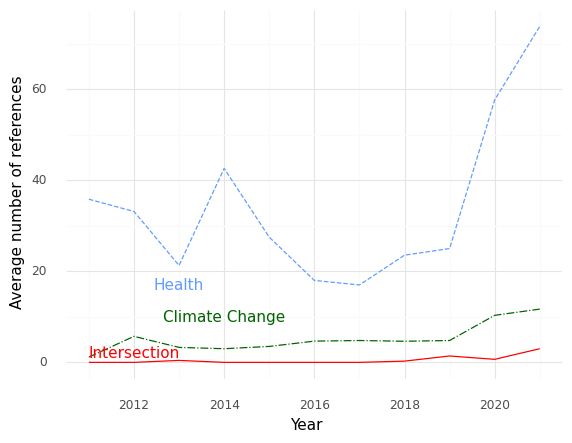 Average number of references
60
40
20
0
Health
Climate Change
Intersection
2012 2014 2016 2018 2020
Year